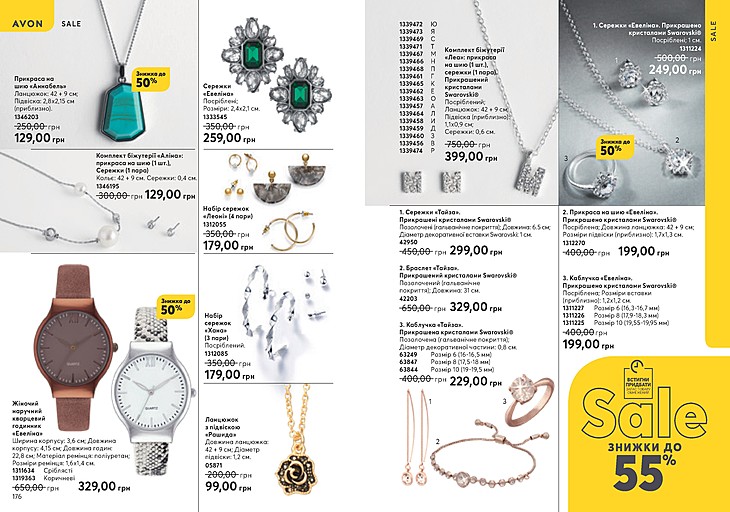 AVON
SALE
Знижка до
50%
Прикраса на
шию «Аннабель»
Ланцюжок: 42 + 9 см;
Підвіска: 2,8х2,15 см
(приблизно).
1346203
250,00 грн
129,00 грн
Сережки
«Евеліна»
Посріблені;
Розміри: 2,4х2,1 см.
1333545
350,00 грн
259,00 грн
Комплект біжутерії «Аліна»:
прикраса на шию (1 шт.),
Сережки (1 пара)
Кольє: 42 + 9 см. Сережки: 0,4 см.
1346195
300,00 грн 129,00 грн
Набір сережок
«Леоні» (4 пари)
1312055
350,00 грн
179,00 грн
Знижка до
50%
Жіночий
наручний
кварцевий
годинник
«Евеліна»
Ширина корпусу: 3,6 см; Довжина
корпусу: 4,15 см; Довжина годин:
22,8 см; Матеріал ремінця: поліуретан;
Розміри ремінця: 1,6х1,4 см.
1311634 Сріблясті
1319363 Коричневі
650,00 грн 329,00 грн
176
QUARTZ
QUARTZ
Набір
сережок
«Хана»
(3 пари)
Посріблений.
1312085
350,00 грн
179,00 грн
Ланцюжок
з підвіскою
«Рашида»
Довжина ланцюжка:
42 + 9 см; Діаметр
підвіски: 1,2 см.
05871
200,00 грн
99,00 грн
1339472 Ю
1339473 Я
1339469 С
1339471 Т
1339467 М
1339466 Н
1339468 П
1339461 Г
1339465 К
1339463 Е
1339462 О
1339457 А
1339464 Л
1339458 И
1339459 Д
1339460 З
1339456 В
1339474 Р
Комплект біжутерії
«Леа»: прикраса
на шию (1 шт.),
сережки (1 пара).
Прикрашений
кристалами
Swarovski®
Посріблений;
Ланцюжок: 42 + 9 см;
Підвіска (приблизно):
1,1х0,9 см;
Сережки: 0,6 см.
750,00 грн
399,00 грн
SALE
1. Сережки «Евеліна». Прикрашено
кристалами Swarovski®
Посріблені; 1 см.
1311224
500,00 грн
249,00 грн
Знижка до
50%
1
2
3
1. Сережки «Тайза».
Прикрашені кристалами Swarovski®
Позолочені (гальванічне покриття); Довжина: 6.5 см;
Діаметр декоративної вставки Swarovski: 1 см.
42950
450,00 грн 299,00 грн
2. Браслет «Тайза».
Прикрашений кристалами Swarovski®
Позолочений (гальванічне
покриття); Довжина: 31 см.
42203
650,00 грн 329,00 грн
3. Каблучка «Тайза».
Прикрашена кристалами Swarovski®
Позолочена (гальванічне покриття);
Діаметр декоративної частини: 0,8 см.
63249 Розмір 6 (16-16,5 мм)
63847 Розмір 8 (17,5-18 мм)
63844 Розмір 10 (19-19,5 мм)
400,00 грн 229,00 грн
1
2
3
2. Прикраса на шию «Евеліна».
Прикрашено кристалами Swarovski®
Посріблена; Довжина ланцюжка: 42 + 9 см;
Розміри підвіски (приблизно): 1,7х1,3 см.
1312270
400,00 грн 199,00 грн
3. Каблучка «Евеліна».
Прикрашено кристалами Swarovski®
Посріблена; Розміри вставки
(приблизно): 1,2х1,2 см.
1311227 Розмір 6 (16,3-16,7 мм)
1311226 Розмір 8 (17,9-18,3 мм)
1311225 Розмір 10 (19,55-19,95 мм)
400,00 грн
199,00 грн
ВСТИГНИ
ПРИДБАТИ
Sale
ЗНИЖКИ ДО
55%